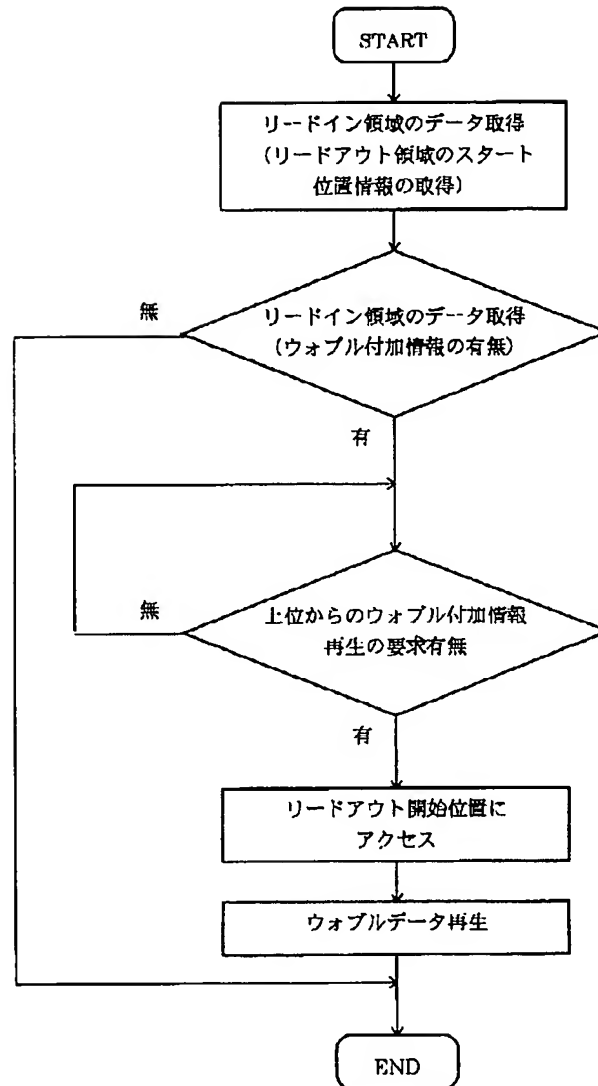 START
リードイン領域のデータ取得
(リードアウト領域のスタート
位置情報の取得)
無
リードイン領域のデータ取得
(ウォブル付加情報の有無)
有
無
上位からのウォブル付加情報
再生の要求有無
有
リードアウト開始位置に
アクセス
ウォブルデータ再生
END